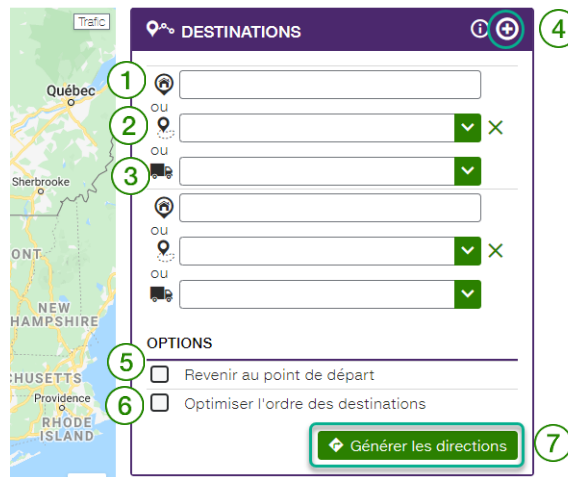 Trafic
Québec
Sherbrooke
ONT
NEW
HAMPSHIRE
HUSETTS
Providence
RHODE
ISLAND
DESTINATIONS
4
1
ou
2
ou
3
ou
ou
OPTIONS
5
Revenir au point de départ
6
Optimiser l'ordre des destinations
Générer les directions
7